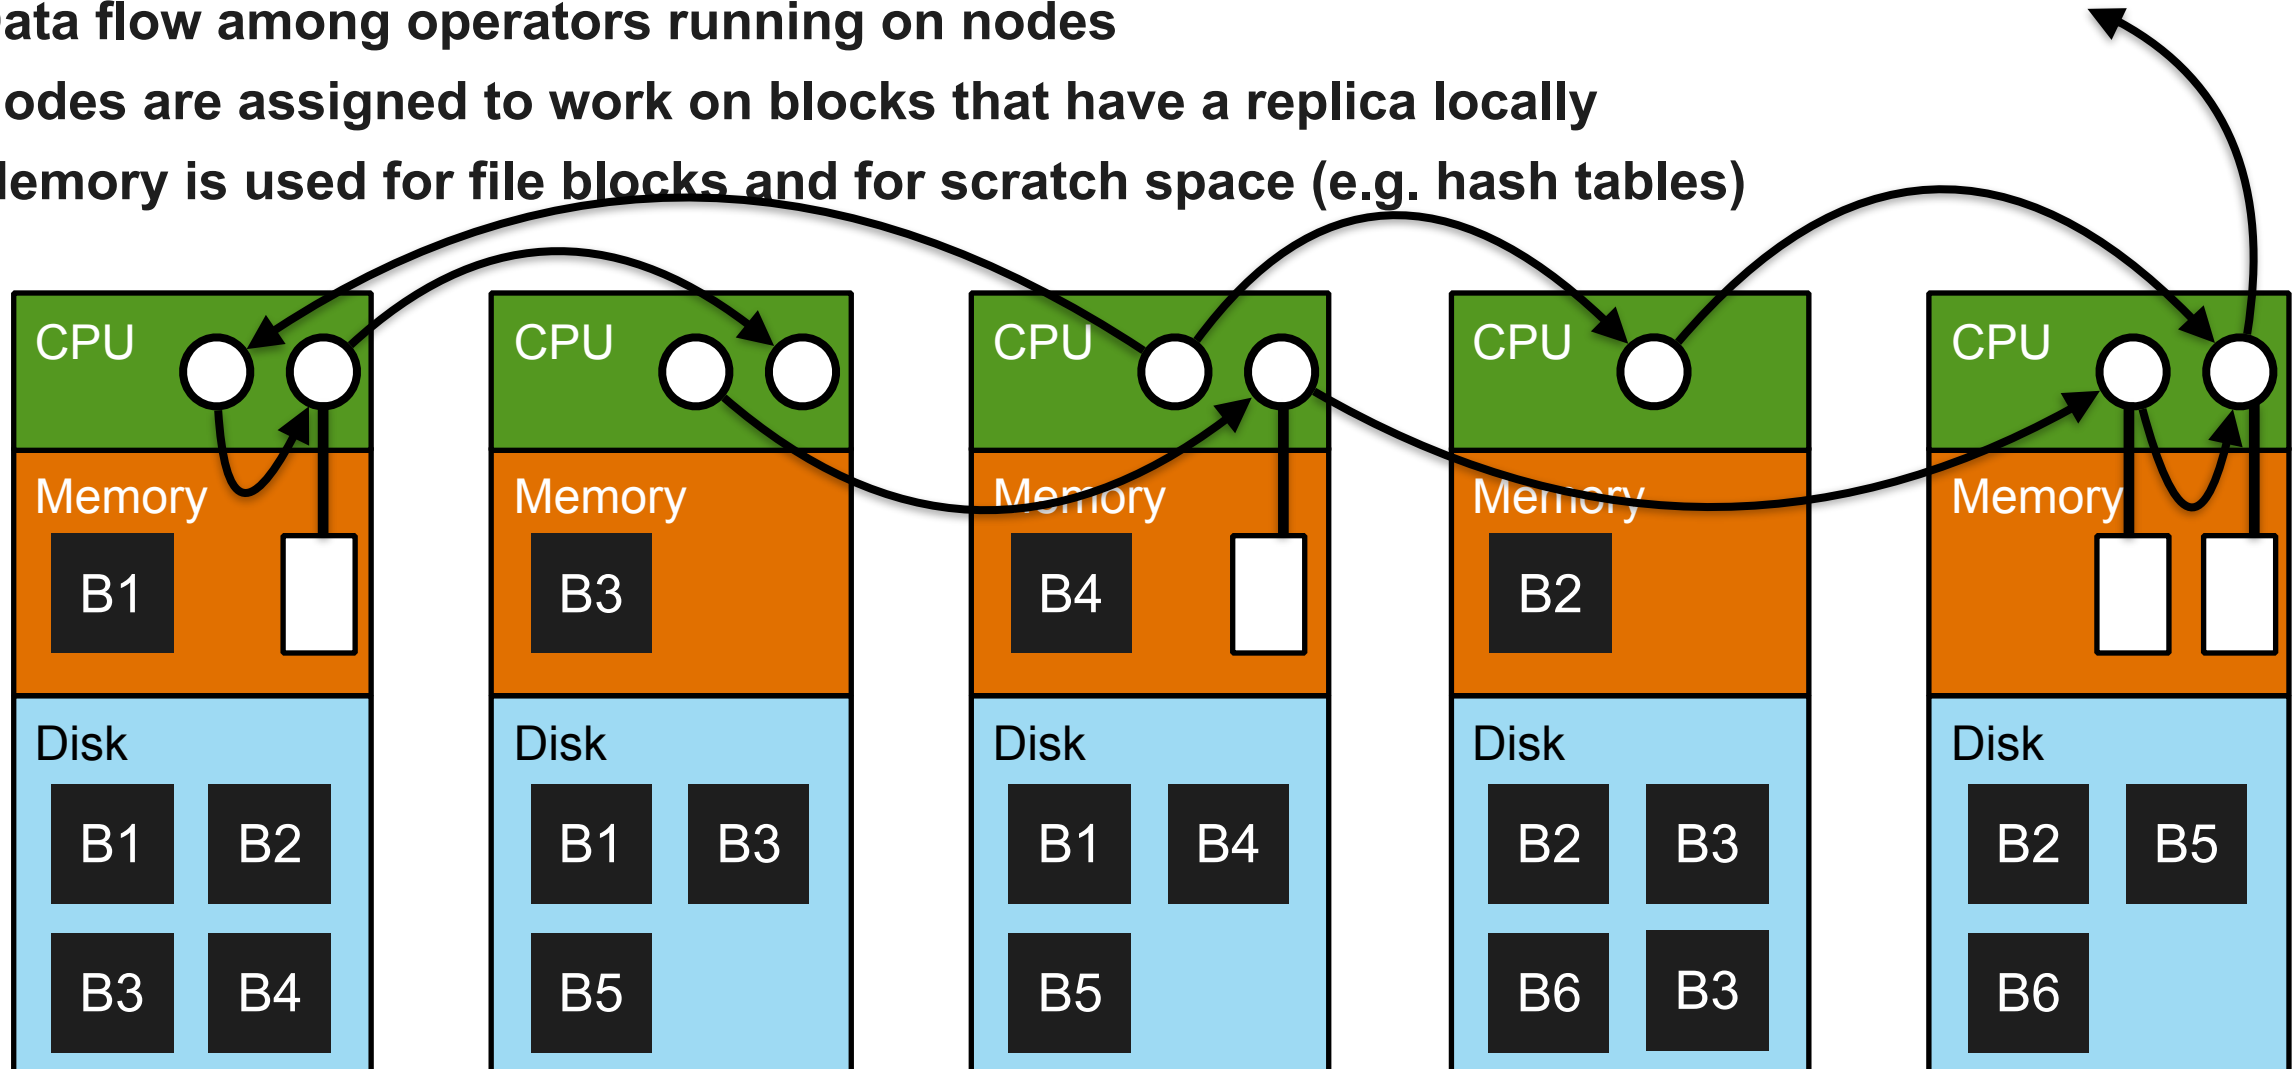 ata flow among operators running on nodes
odes are assigned to work on blocks that have a replica locally
emory is used for file blocks and for scratch space (e.g. hash tables)
CPU CPU CPU CPU CPU
Memory Memory Memory Memory Memory
B1 B3 B4 B2
Disk Disk Disk Disk Disk
B1 B2 B1 B3 B1 B4 B2 B3 B2 B5
B3 B4 B5 B5 B6 B3 B6